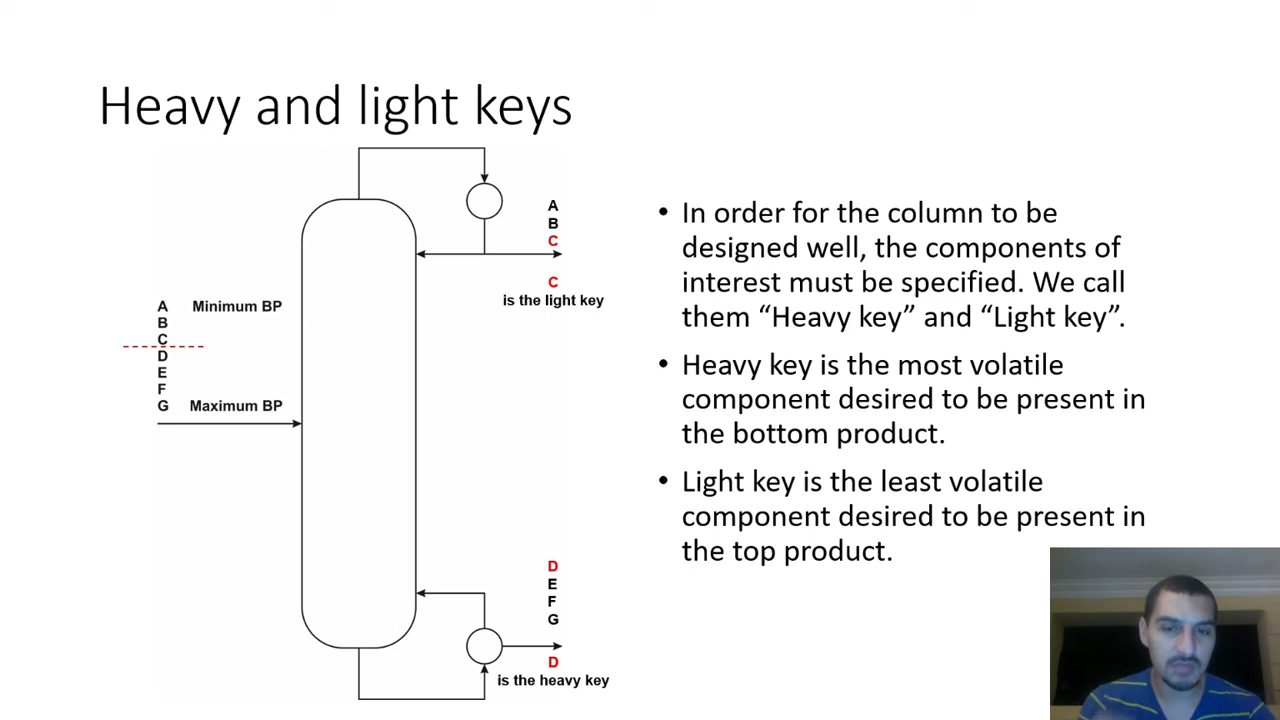 Heavy and light keys
A
B
C
C
is the light key
A Minimum BP
B
C
D
E
F
G Maximum BP
D
E
F
G
D
is the heavy key
• In order for the column to be
designed well, the components of
interest must be specified. We call
them “Heavy key” and “Light key”.
• Heavy key is the most volatile
component desired to be present in
the bottom product.
• Light key is the least volatile
component desired to be present in
the top product.